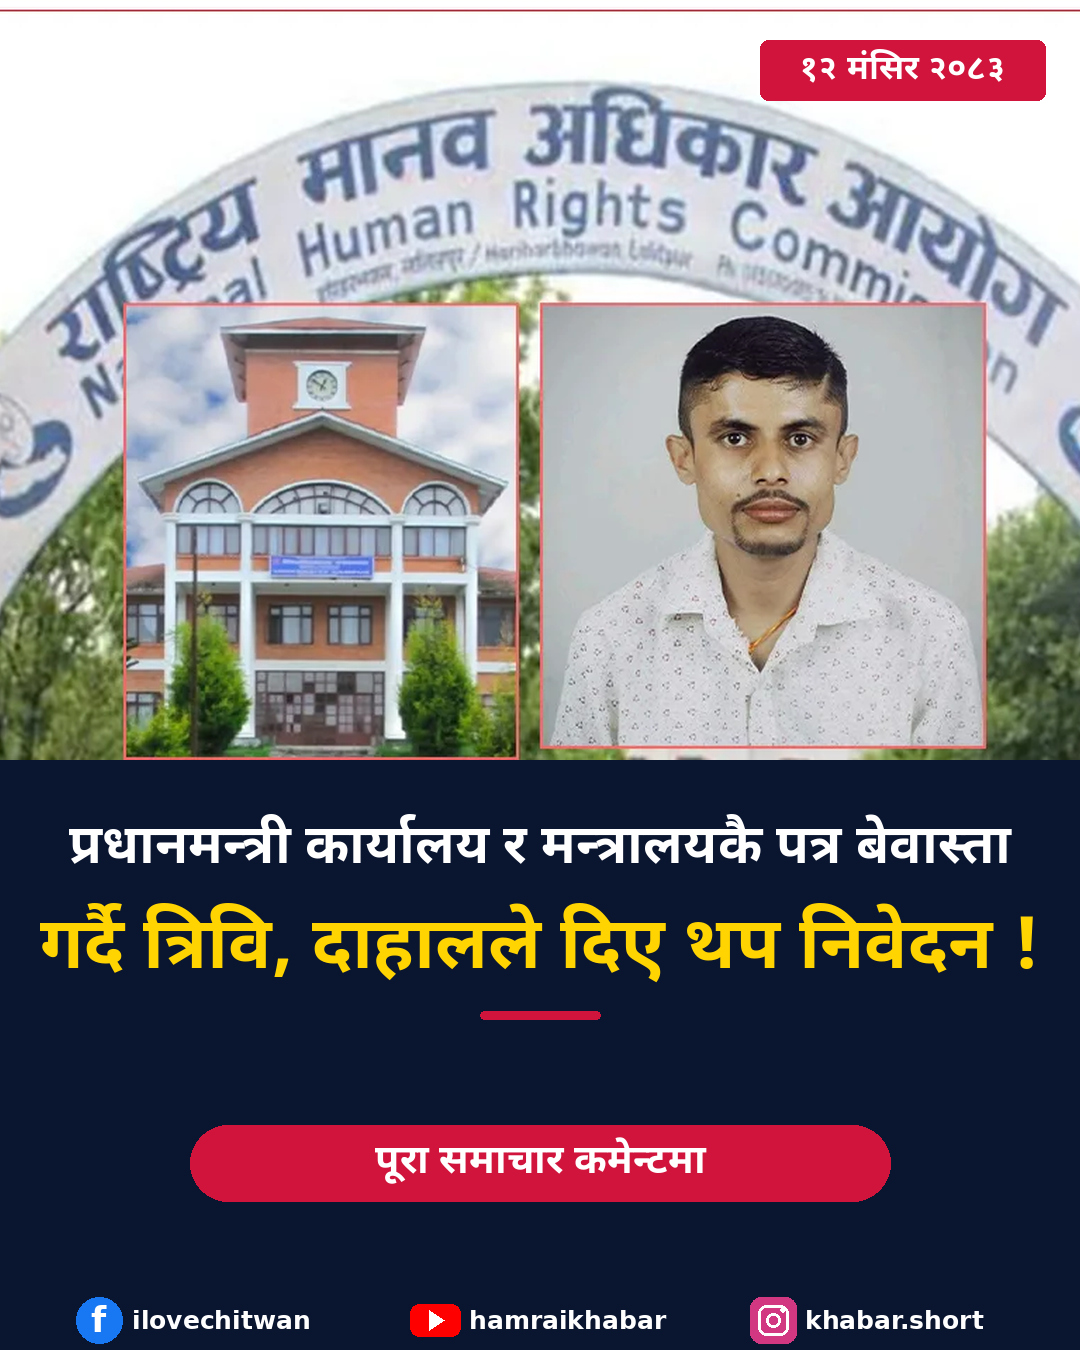 १२ मंसिर २०८३
राष्ट्रिय मानव अधिकार आयोग
Human Rights
प्रधानमन्त्री कार्यालय र मन्त्रालयकै पत्र बेवास्ता
गर्दै त्रिवि, दाहालले दिए थप निवेदन !
पूरा समाचार कमेन्टमा
ilovechitwan
hamraikhabar
khabar.short